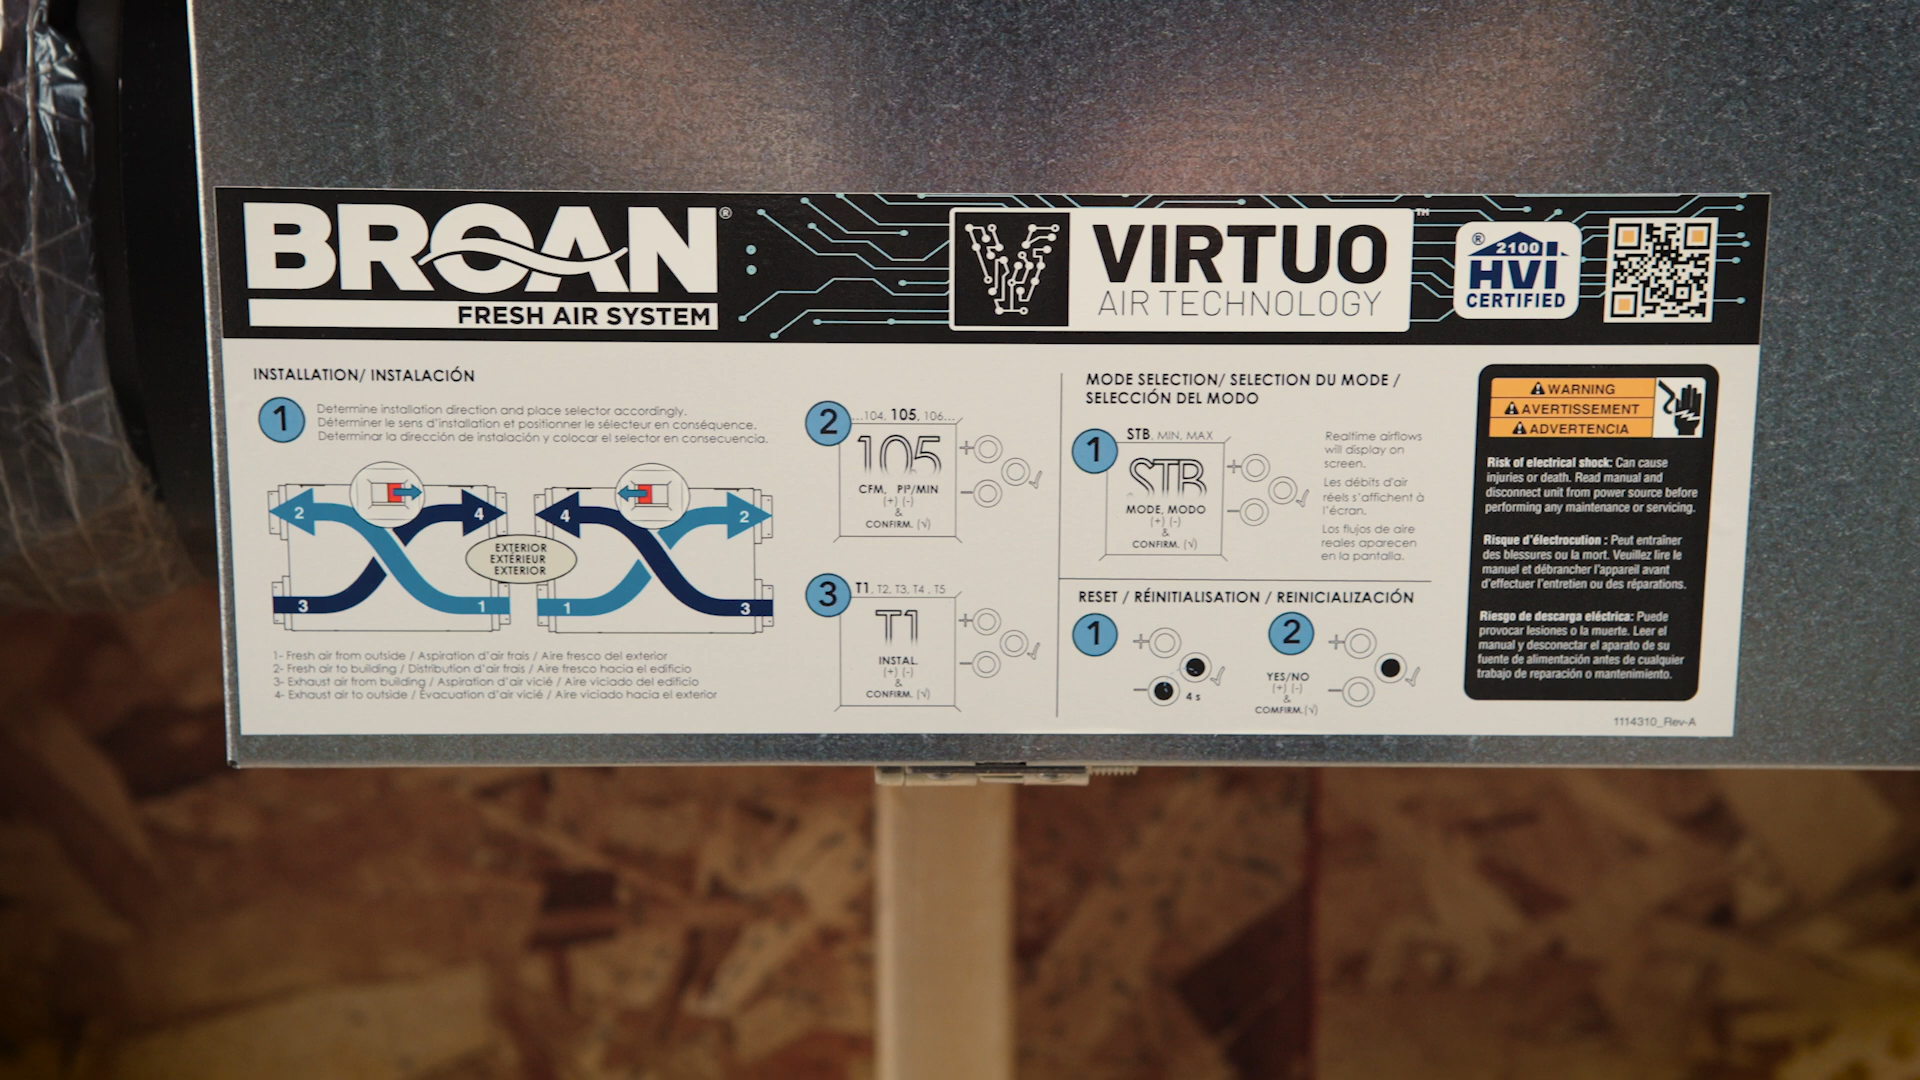 BROAN®
FRESH AIR SYSTEM
V VIRTUO ™
AIR TECHNOLOGY
® 2100
HVI
CERTIFIED
INSTALLATION/ INSTALACIÓN
1
Determine installation direction and place selector accordingly.
Déterminer le sens d'installation et positionner le sélecteur en conséquence.
Determinar la dirección de instalación y colocar el selector en consecuencia.
2 4
3 1
EXTERIOR
EXTÉRIEUR
EXTERIOR
4 2
1 3
1- Fresh air from outside / Aspiration d'air frais / Aire fresco del exterior
2- Fresh air to building / Distribution d'air frais / Aire fresco hacia el edificio
3- Exhaust air from building / Aspiration d'air vicié / Aire viciado del edificio
4- Exhaust air to outside / Évacuation d'air vicié / Aire viciado hacia el exterior
2
...104, 105, 106...
105
CFM, PI³/MIN
(+) (-)
&
CONFIRM. (√)
+
-
3
T1, T2, T3, T4, T5
T1
INSTAL.
(+) (-)
&
CONFIRM. (√)
+
-
MODE SELECTION/ SELECTION DU MODE /
SELECCIÓN DEL MODO
1
STB, MIN, MAX
STB
MODE, MODO
(+) (-)
&
CONFIRM. (√)
+
-
Realtime airflows
will display on
screen.
Les débits d'air
réels s'affichent à
l'écran.
Los flujos de aire
reales aparecen
en la pantalla.
RESET / RÉINITIALISATION / REINICIALIZACIÓN
1
+
-
4 s
2
YES/NO
(+) (-)
&
COMFIRM.(√)
+
-
WARNING
AVERTISSEMENT
ADVERTENCIA
Risk of electrical shock: Can cause
injuries or death. Read manual and
disconnect unit from power source before
performing any maintenance or servicing.
Risque d'électrocution : Peut entraîner
des blessures ou la mort. Veuillez lire le
manuel et débrancher l'appareil avant
d'effectuer l'entretien ou des réparations.
Riesgo de descarga eléctrica: Puede
provocar lesiones o la muerte. Leer el
manual y desconectar el aparato de su
fuente de alimentación antes de cualquier
trabajo de reparación o mantenimiento.
1114310_Rev-A